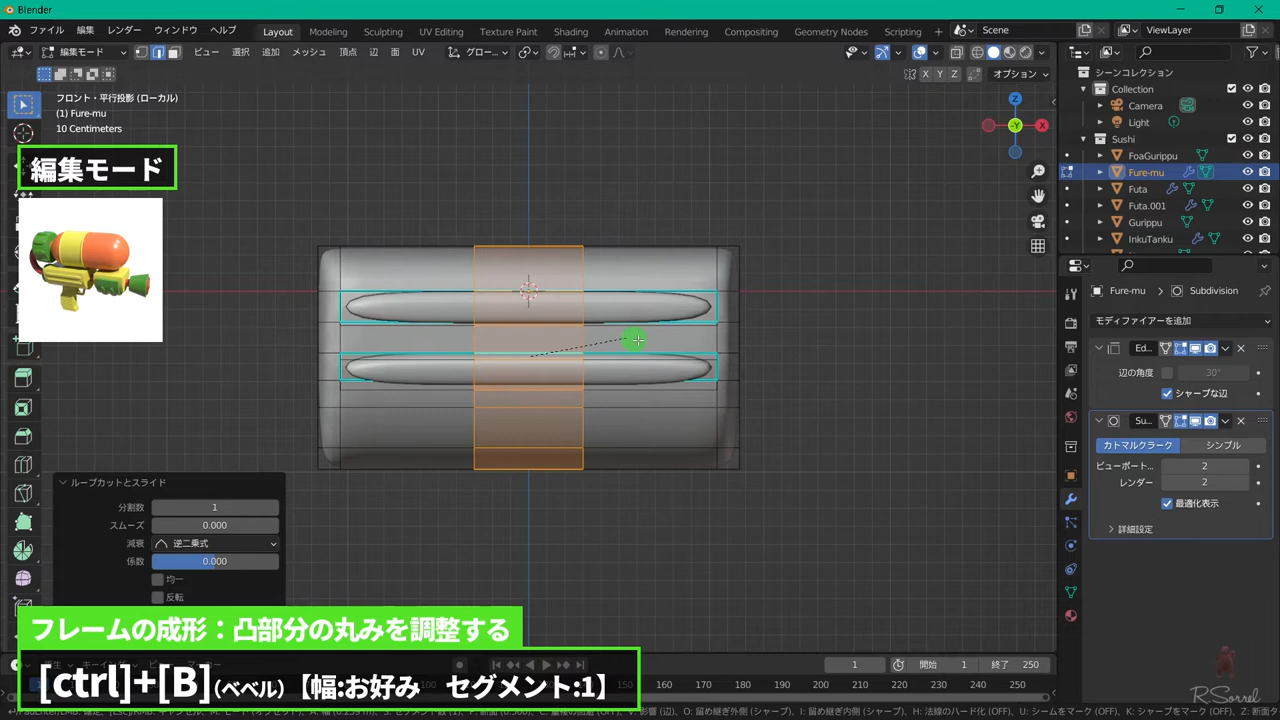 Blender
ファイル 編集 レンダー ウィンドウ ヘルプ Layout Modeling Sculpting UV Editing Texture Paint Shading Animation Rendering Compositing Geometry Nodes Scripting + Scene ViewLayer
編集モード ビュー 選択 追加 メッシュ 頂点 辺 面 UV グロー...
X Y Z オプション
シーンコレクション
Collection
Camera
Light
Sushi
FoaGurippu
Fure-mu
Futa
Futa.001
Gurippu
InkuTanku
フロント・平行投影 (ローカル)
(1) Fure-mu
10 Centimeters
Z
-Y
X
編集モード
Fure-mu > Subdivision
モディファイアーを追加
Ed...
辺の角度 30°
シャープな辺
Su...
カトマルクラーク シンプル
ビューポート... 2
レンダー 2
最適化表示
詳細設定
ループカットとスライド
分割数 1
スムーズ 0.000
減衰 逆二乗式
係数 0.000
均一
反転
フレームの成形：凸部分の丸みを調整する
[ctrl]+[B](ベベル)【幅:お好み セグメント:1】
1 開始 1 終了 250
150 160 170 180 190 200 210 220 230 240 250
RSorrel